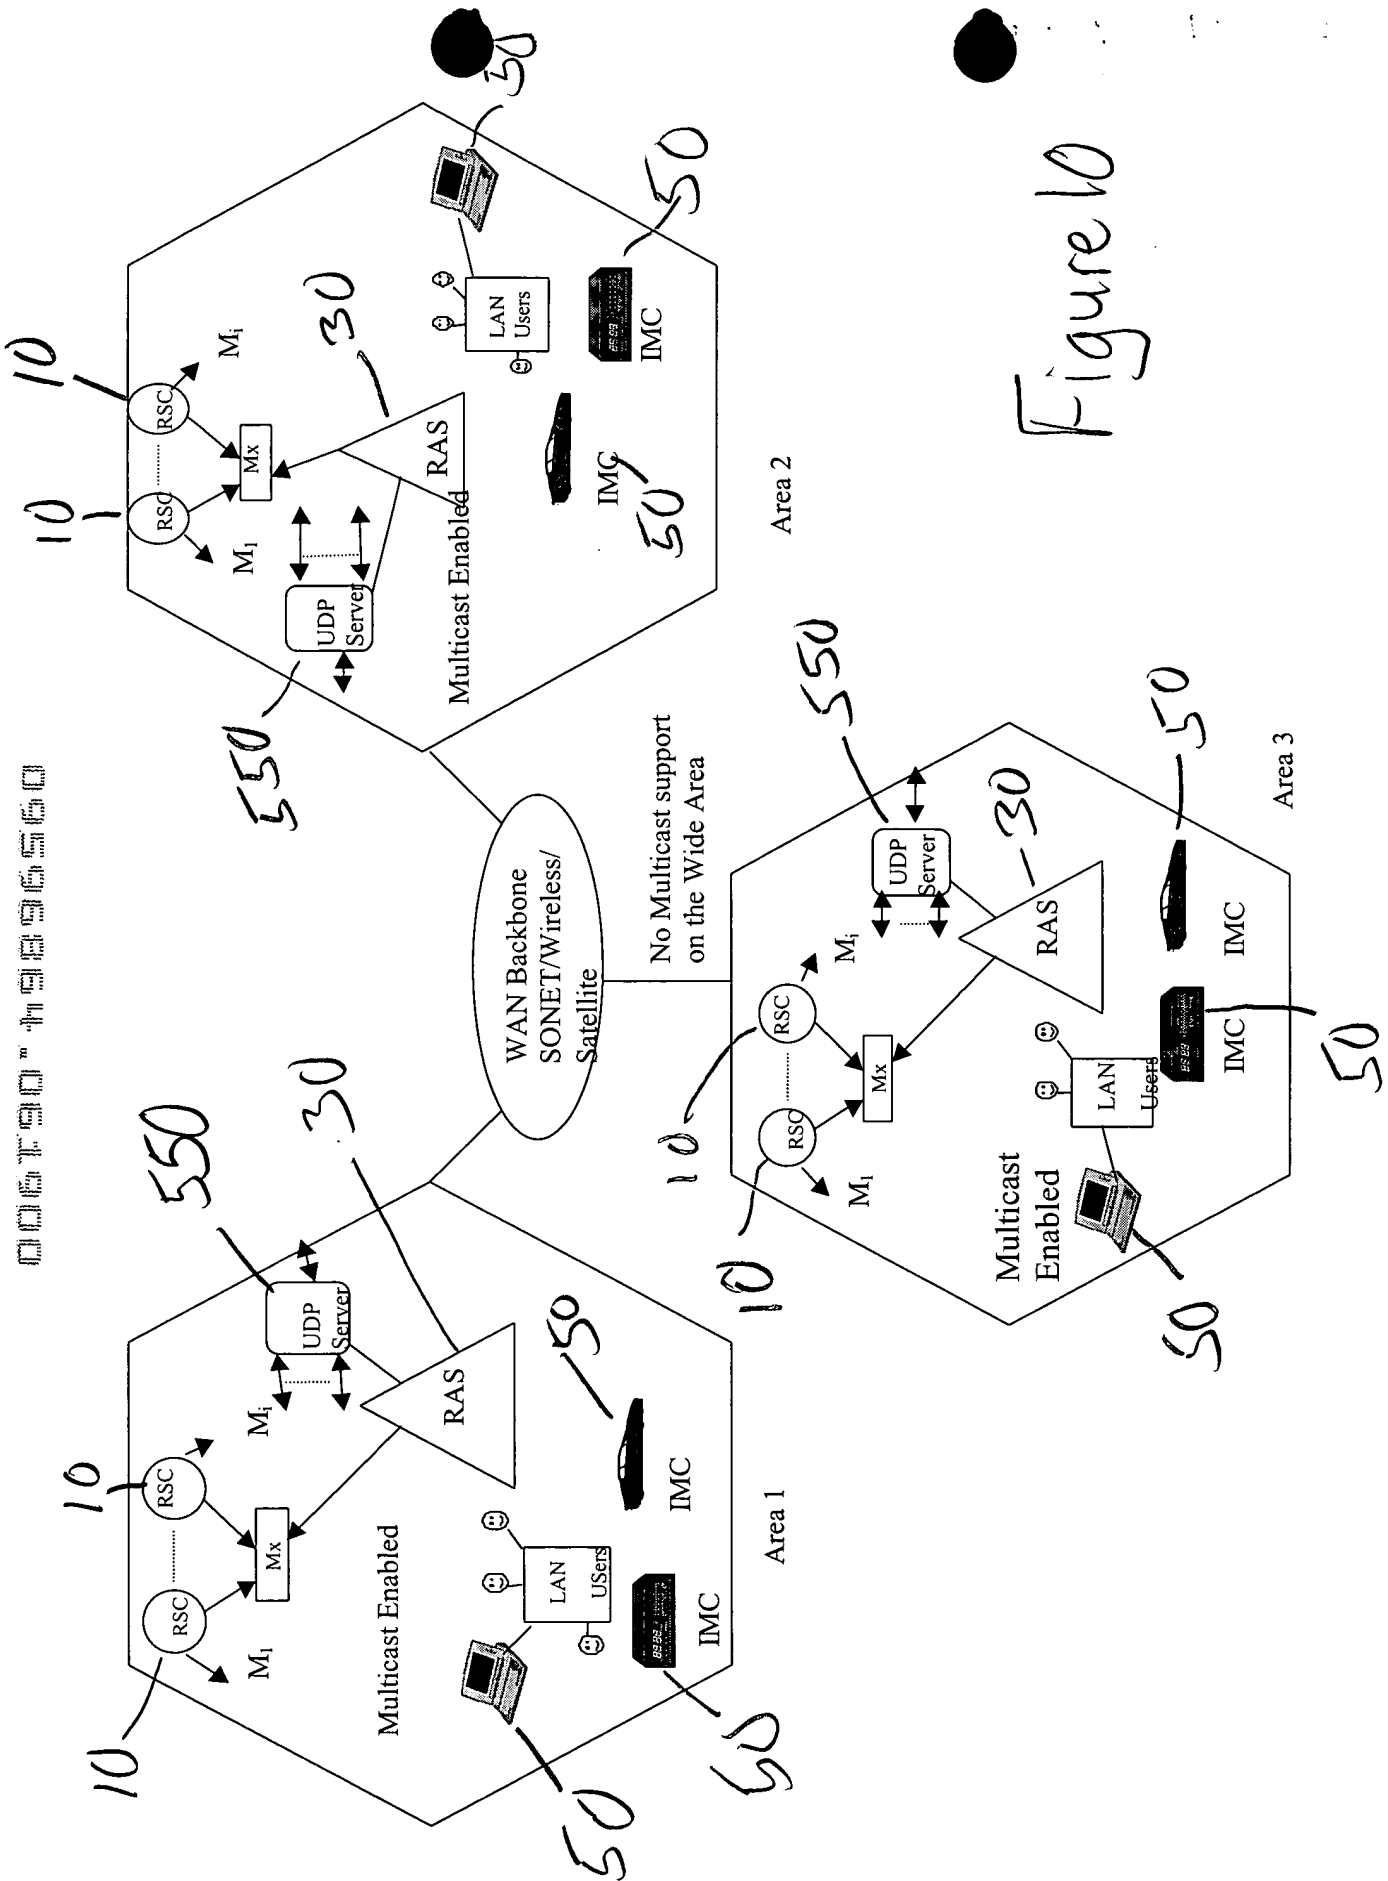 10
10
RSC
RSC
M1
Mi
Mx
550
UDP
Server
30
RAS
Multicast Enabled
LAN
USers
50
50
IMC
50
IMC
Area 1
10
10
RSC
RSC
M1
Mi
Mx
550
UDP
Server
30
RAS
Multicast Enabled
LAN
Users
50
50
IMC
50
IMC
Area 2
WAN Backbone
SONET/Wireless/
Satellite
No Multicast support
on the Wide Area
10
10
RSC
RSC
M1
Mi
Mx
550
UDP
Server
30
RAS
Multicast
Enabled
LAN
Users
50
50
IMC
50
IMC
Area 3
Figure 10